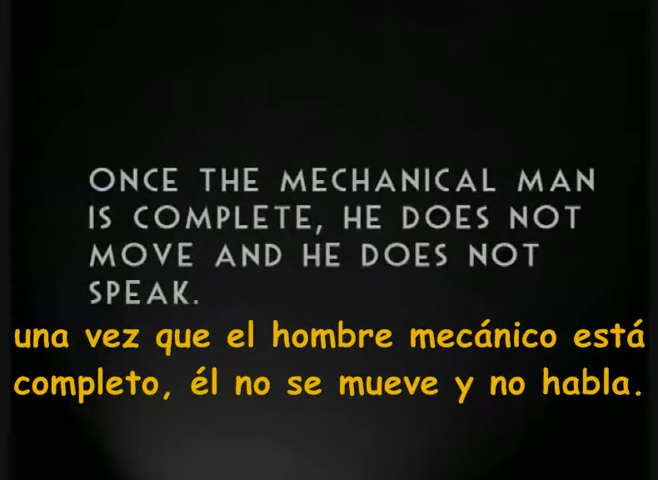 ONCE THE MECHANICAL MAN
IS COMPLETE, HE DOES NOT
MOVE AND HE DOES NOT
SPEAK.
una vez que el hombre mecánico está
completo, él no se mueve y no habla.